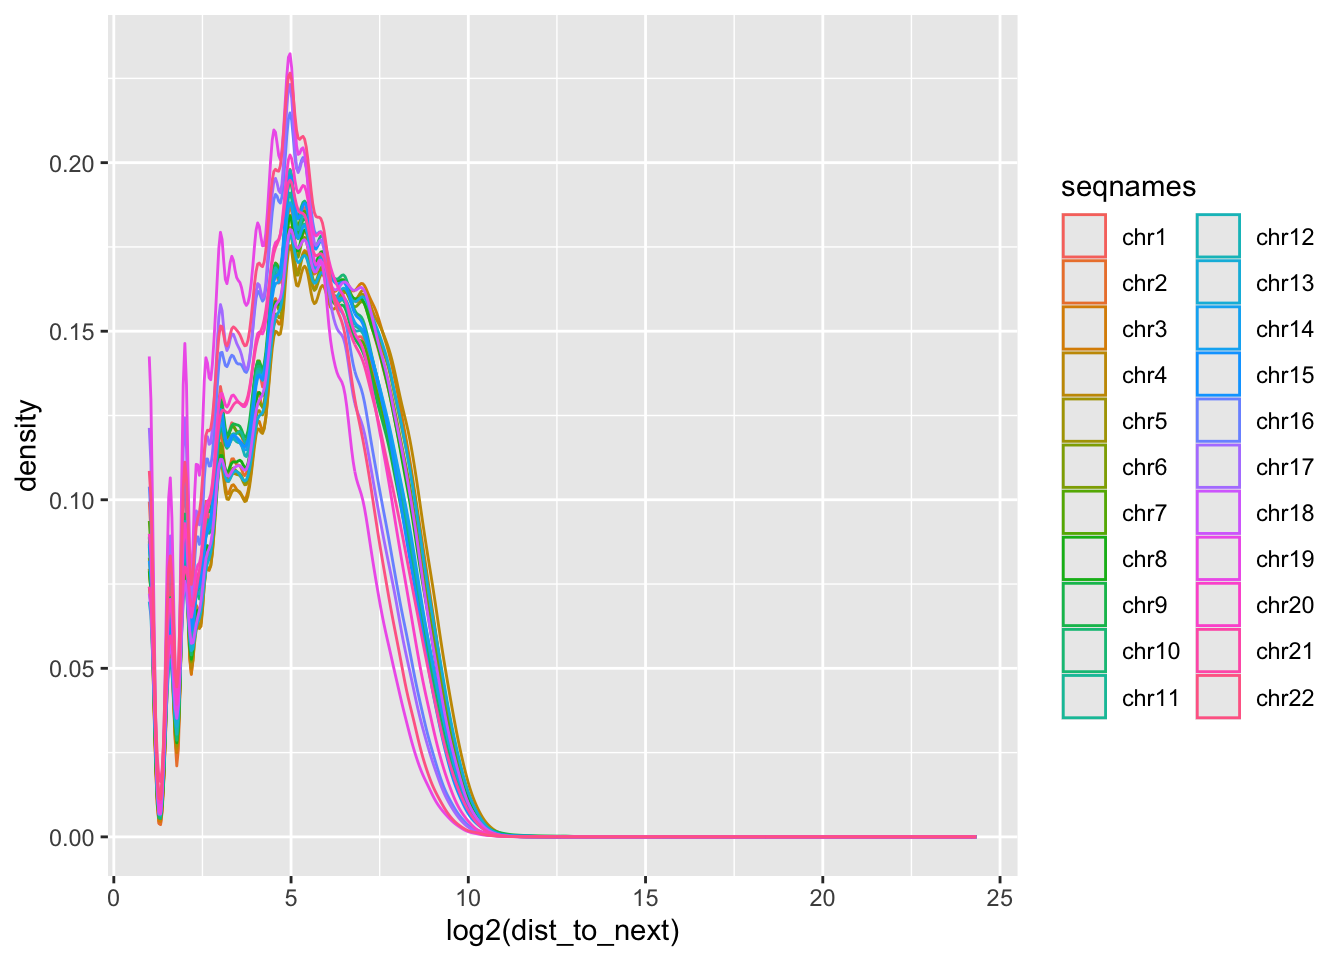 0.20
0.15
0.10
0.05
0.00
density
0
5
10
15
20
25
log2(dist_to_next)
seqnames
chr1
chr2
chr3
chr4
chr5
chr6
chr7
chr8
chr9
chr10
chr11
chr12
chr13
chr14
chr15
chr16
chr17
chr18
chr19
chr20
chr21
chr22